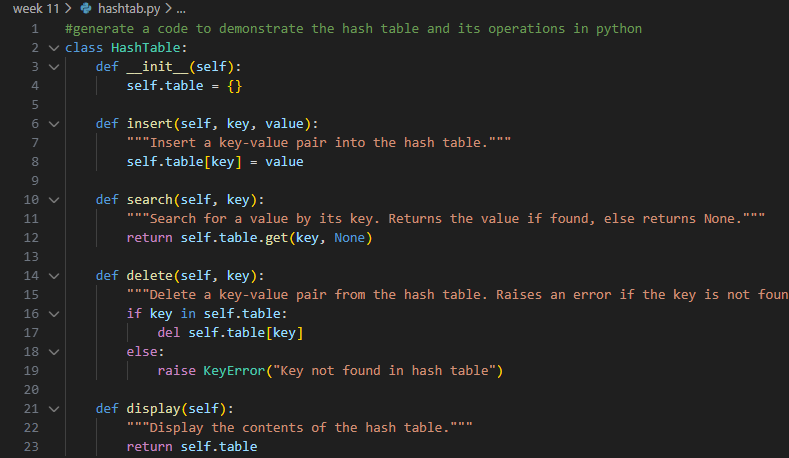 week 11 > hashtab.py > ...
1 #generate a code to demonstrate the hash table and its operations in python
2 class HashTable:
3     def __init__(self):
4         self.table = {}
5
6     def insert(self, key, value):
7         """Insert a key-value pair into the hash table."""
8         self.table[key] = value
9
10     def search(self, key):
11         """Search for a value by its key. Returns the value if found, else returns None."""
12         return self.table.get(key, None)
13
14     def delete(self, key):
15         """Delete a key-value pair from the hash table. Raises an error if the key is not foun
16         if key in self.table:
17             del self.table[key]
18         else:
19             raise KeyError("Key not found in hash table")
20
21     def display(self):
22         """Display the contents of the hash table."""
23         return self.table